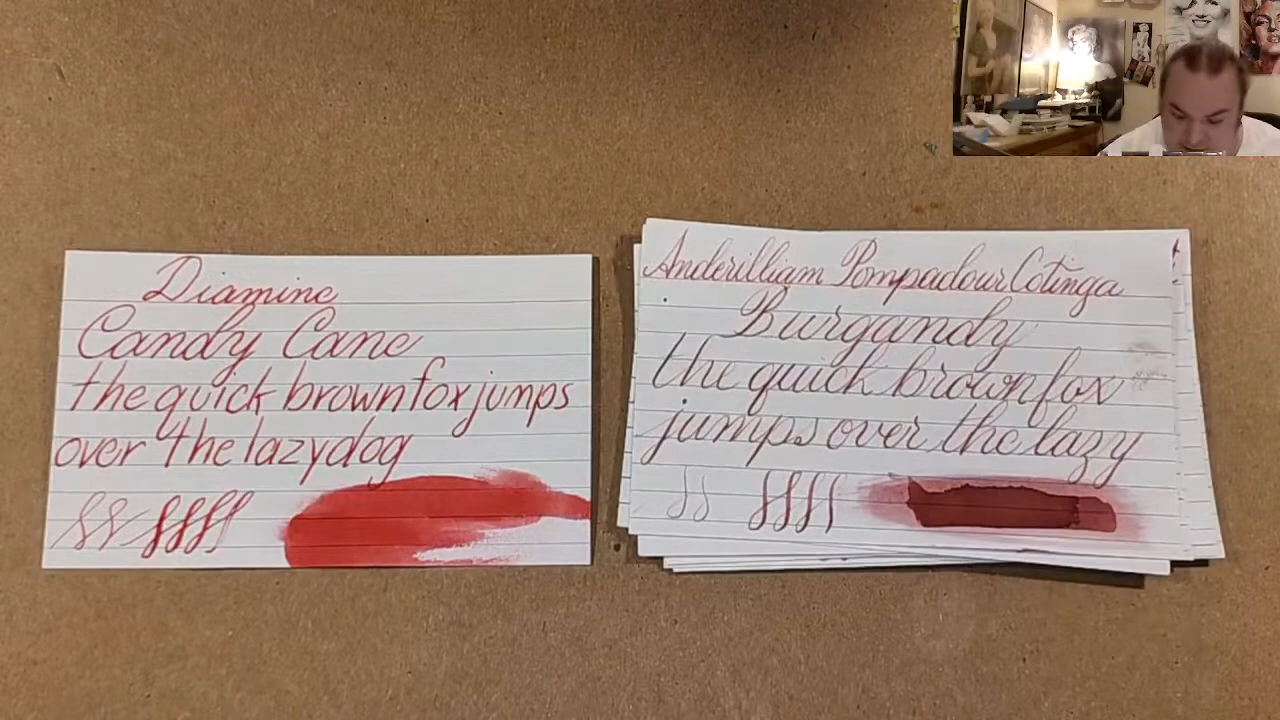 Diamine
Candy Cane
the quick brown fox jumps
over the lazy dog
Anderilliam Pompadour Cotinga
Burgandy
the quick brown fox
jumps over the lazy